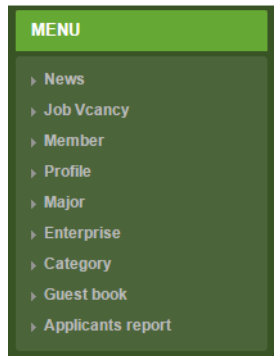 MENU
News
Job Vcancy
Member
Profile
Major
Enterprise
Category
Guest book
Applicants report